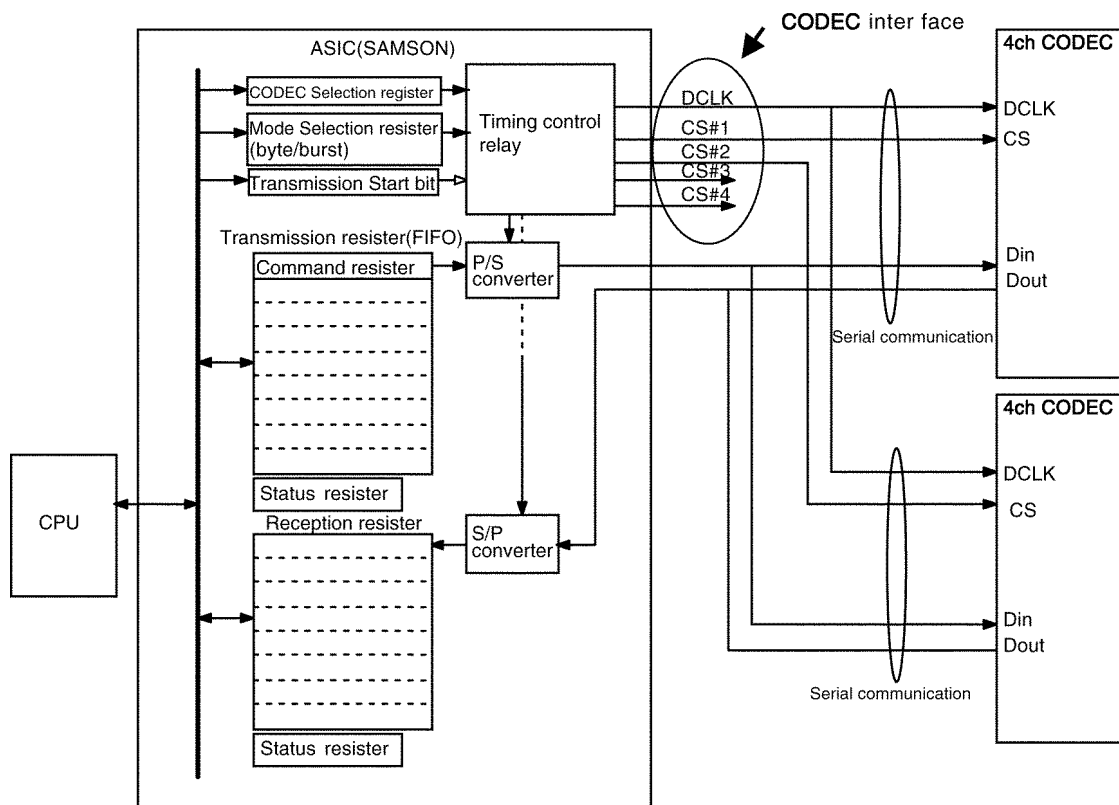 CODEC inter face
ASIC(SAMSON)
4ch CODEC
CODEC Selection register
DCLK
DCLK
Mode Selection resister
(byte/burst)
Timing control
relay
CS#1
CS
CS#2
Transmission Start bit
CS#3
CS#4
Transmission resister(FIFO)
Command resister
P/S
converter
Din
Dout
Serial communication
4ch CODEC
DCLK
CPU
Status resister
CS
Reception resister
S/P
converter
Din
Dout
Serial communication
Status resister